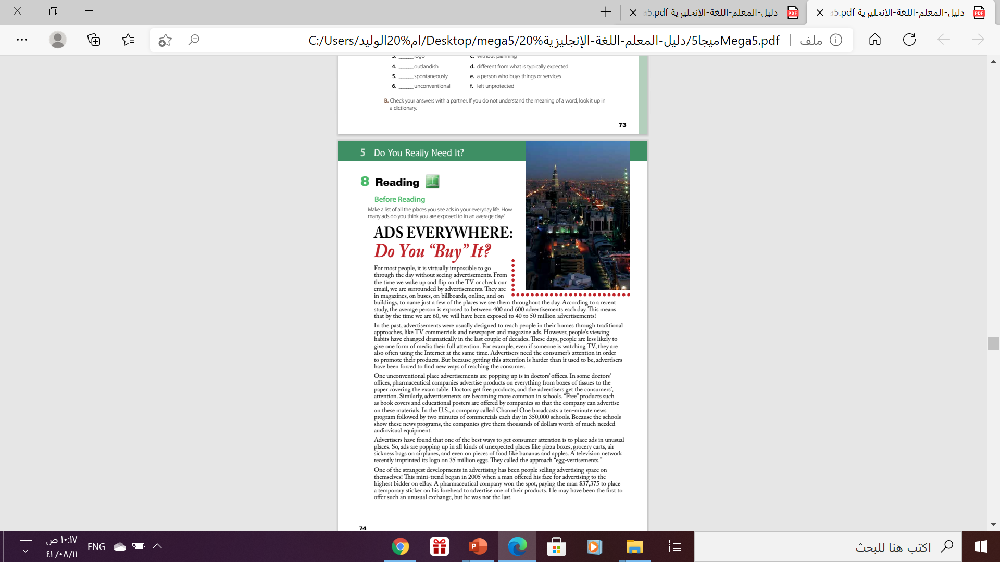 دليل-المعلم-اللغة-الإنجليزية a5.pdf
دليل-المعلم-اللغة-الإنجليزية a5.pdf
C:/Users/ام%20الوليد/Desktop/mega5/دليل-المعلم-اللغة-الإنجليزية%20ميجا5/Mega5.pdf
ملف
3. ______ logo c. without planning
4. ______ outlandish d. different from what is typically expected
5. ______ spontaneously e. a person who buys things or services
6. ______ unconventional f. left unprotected
B. Check your answers with a partner. If you do not understand the meaning of a word, look it up in
a dictionary.
73
5 Do You Really Need It?
8 Reading
Before Reading
Make a list of all the places you see ads in your everyday life. How
many ads do you think you are exposed to in an average day?
ADS EVERYWHERE:
Do You “Buy” It?
For most people, it is virtually impossible to go
through the day without seeing advertisements. From
the time we wake up and flip on the TV or check our
email, we are surrounded by advertisements. They are
in magazines, on buses, on billboards, online, and on
buildings, to name just a few of the places we see them throughout the day. According to a recent
study, the average person is exposed to between 400 and 600 advertisements each day. This means
that by the time we are 60, we will have been exposed to 40 to 50 million advertisements!
In the past, advertisements were usually designed to reach people in their homes through traditional
approaches, like TV commercials and newspaper and magazine ads. However, people’s viewing
habits have changed dramatically in the last couple of decades. These days, people are less likely to
give one form of media their full attention. For example, even if someone is watching TV, they are
also often using the Internet at the same time. Advertisers need the consumer’s attention in order
to promote their products. But because getting this attention is harder than it used to be, advertisers
have been forced to find new ways of reaching the consumer.
One unconventional place advertisements are popping up is in doctors’ offices. In some doctors’
offices, pharmaceutical companies advertise products on everything from boxes of tissues to the
paper covering the exam table. Doctors get free products, and the advertisers get the consumers’,
attention. Similarly, advertisements are becoming more common in schools. “Free” products such
as book covers and educational posters are offered by companies so that the company can advertise
on these materials. In the U.S., a company called Channel One broadcasts a ten-minute news
program followed by two minutes of commercials each day in 350,000 schools. Because the schools
show these news programs, the companies give them thousands of dollars worth of much needed
audiovisual equipment.
Advertisers have found that one of the best ways to get consumer attention is to place ads in unusual
places. So, ads are popping up in all kinds of unexpected places like pizza boxes, grocery carts, air
sickness bags on airplanes, and even on pieces of food like bananas and apples. A television network
recently imprinted its logo on 35 million eggs. They called the approach “egg-vertisements.”
One of the strangest developments in advertising has been people selling advertising space on
themselves! This mini-trend began in 2005 when a man offered his face for advertising to the
highest bidder on eBay. A pharmaceutical company won the spot, paying the man $37,375 to place
a temporary sticker on his forehead to advertise one of their products. He may have been the first to
offer such an unusual exchange, but he was not the last.
74
١٠:١٧ ص
٤٢/٠٨/١١
ENG
اكتب هنا للبحث